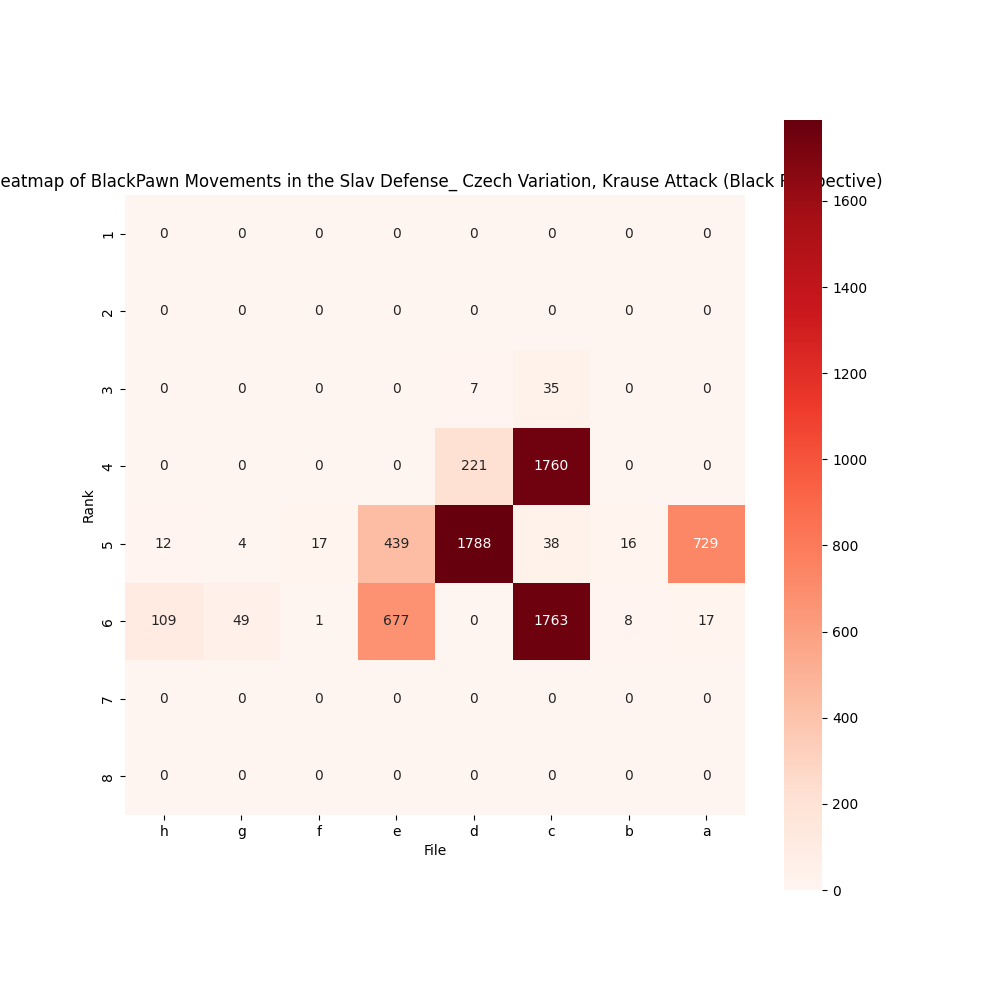 eatmap of BlackPawn Movements in the Slav Defense_ Czech Variation, Krause Attack (Black Perspective)
1600
1400
1200
1000
800
600
400
200
0
Rank
1 0 0 0 0 0 0 0 0
2 0 0 0 0 0 0 0 0
3 0 0 0 0 7 35 0 0
4 0 0 0 0 221 1760 0 0
5 12 4 17 439 1788 38 16 729
6 109 49 1 677 0 1763 8 17
7 0 0 0 0 0 0 0 0
8 0 0 0 0 0 0 0 0
h g f e d c b a
File